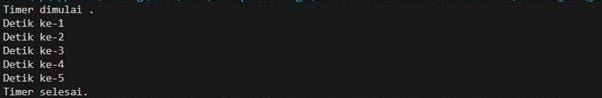 Timer dimulai .
Detik ke-1
Detik ke-2
Detik ke-3
Detik ke-4
Detik ke-5
Timer selesai.